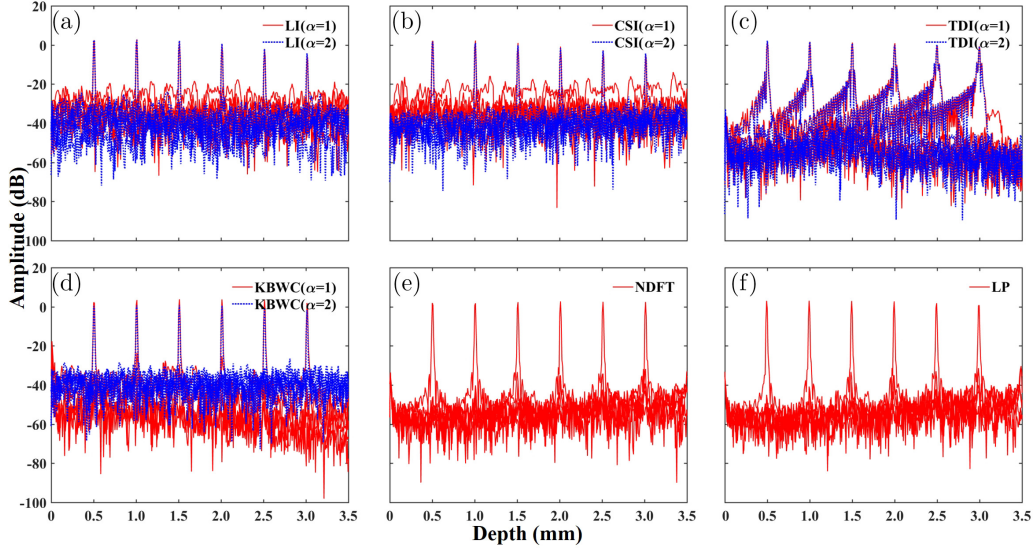 (a)
LI(α=1)
LI(α=2)
(b)
CSI(α=1)
CSI(α=2)
(c)
TDI(α=1)
TDI(α=2)
20
0
-20
-40
-60
-80
100
Amplitude (dB)
(d)
KBWC(α=1)
KBWC(α=2)
(e)
NDFT
(f)
LP
20
0
-20
-40
-60
-80
-100
0 0.5 1.0 1.5 2.0 2.5 3.0 3.5
0 0.5 1.0 1.5 2.0 2.5 3.0 3.5
0 0.5 1.0 1.5 2.0 2.5 3.0 3.5
Depth (mm)